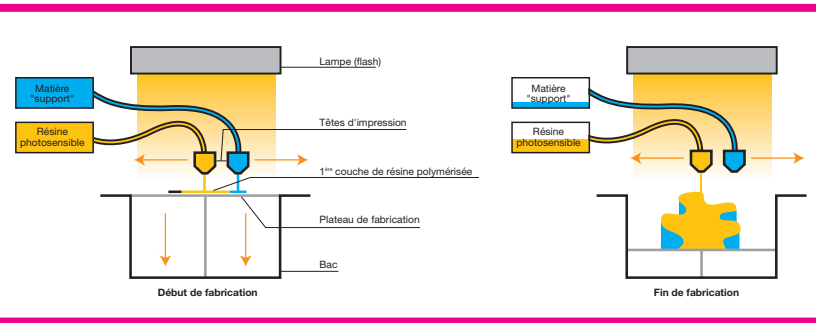 Lampe (flash)
Matière
"support"
Résine
photosensible
Têtes d'impression
1ère couche de résine polymérisée
Plateau de fabrication
Bac
Début de fabrication
Matière
"support"
Résine
photosensible
Fin de fabrication